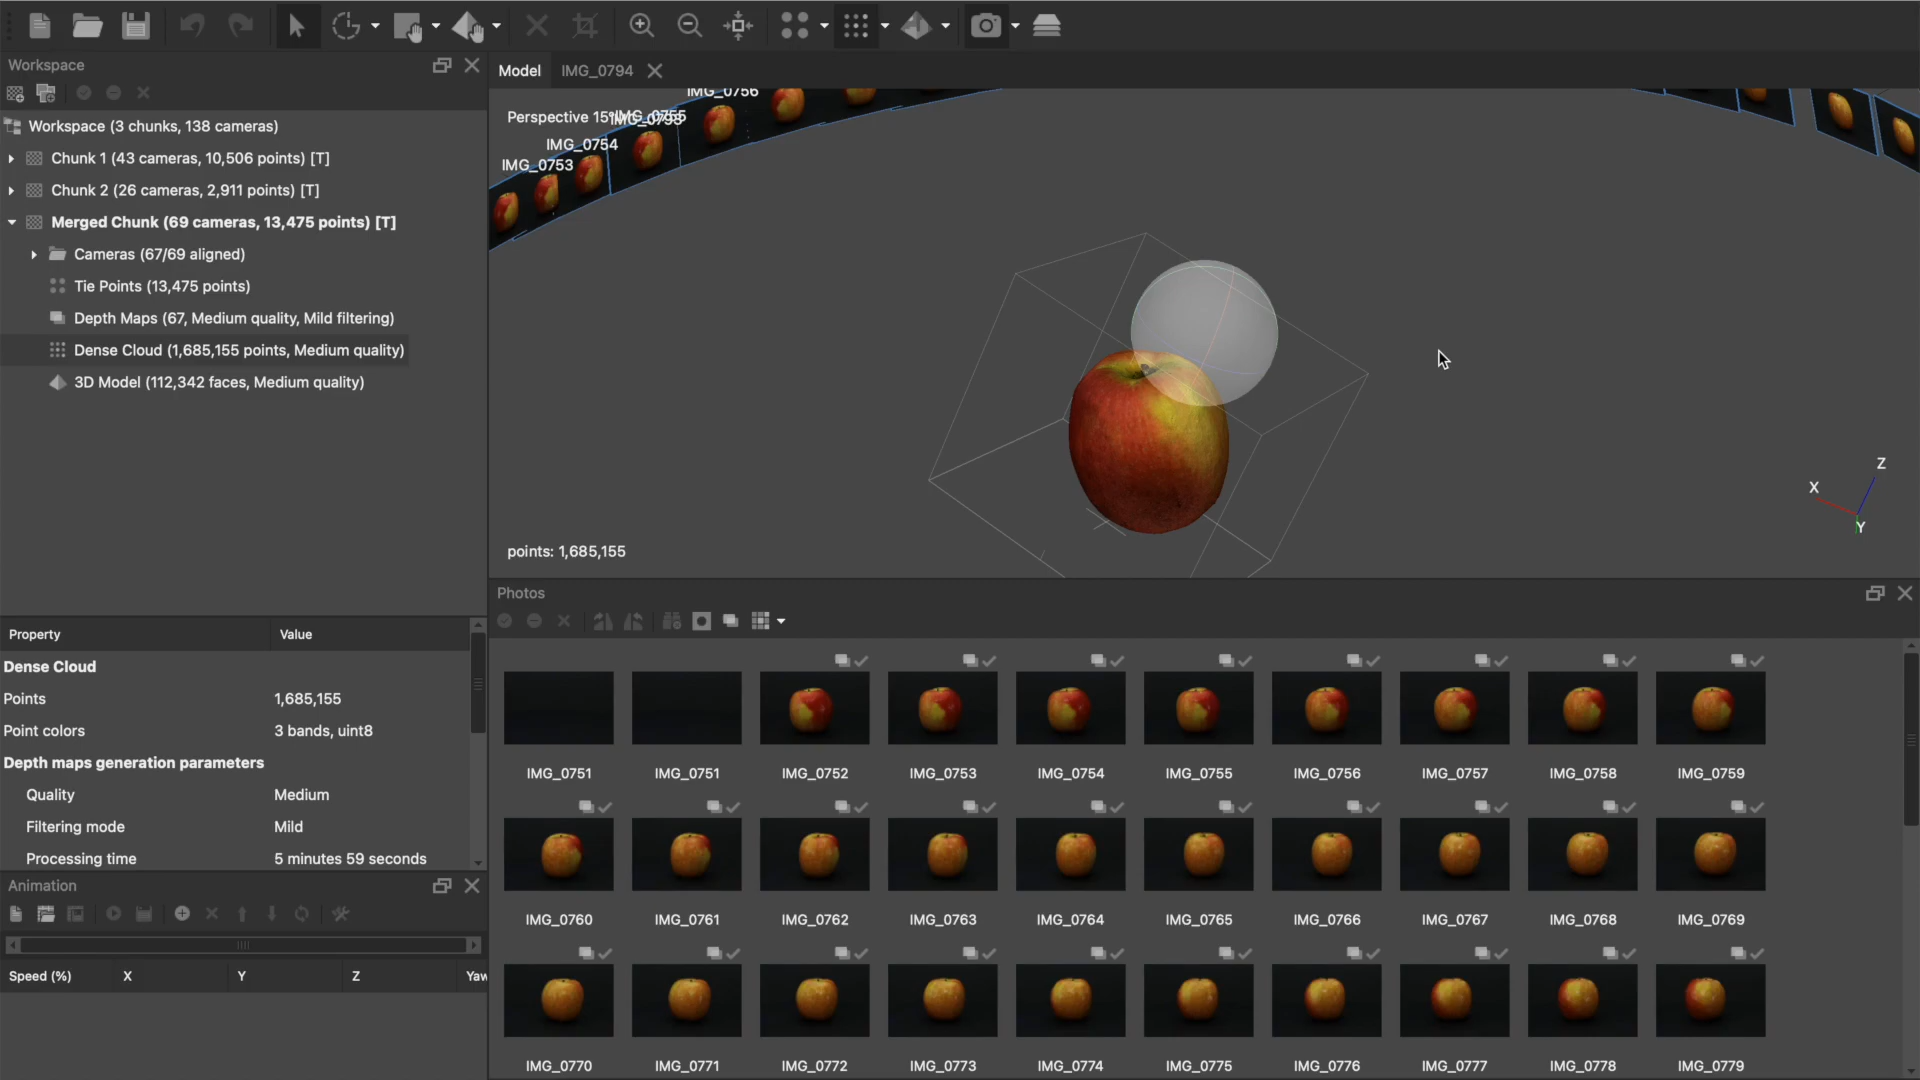 Workspace
Workspace (3 chunks, 138 cameras)
Chunk 1 (43 cameras, 10,506 points) [T]
Chunk 2 (26 cameras, 2,911 points) [T]
Merged Chunk (69 cameras, 13,475 points) [T]
Cameras (67/69 aligned)
Tie Points (13,475 points)
Depth Maps (67, Medium quality, Mild filtering)
Dense Cloud (1,685,155 points, Medium quality)
3D Model (112,342 faces, Medium quality)
Property Value
Dense Cloud
Points 1,685,155
Point colors 3 bands, uint8
Depth maps generation parameters
Quality Medium
Filtering mode Mild
Processing time 5 minutes 59 seconds
Animation
Speed (%) X Y Z Yaw
Model IMG_0794
IMG_0756
Perspective 15° IMG_0755
IMG_0754
IMG_0753
Z
X
Y
points: 1,685,155
Photos
IMG_0751 IMG_0751 IMG_0752 IMG_0753 IMG_0754 IMG_0755 IMG_0756 IMG_0757 IMG_0758 IMG_0759
IMG_0760 IMG_0761 IMG_0762 IMG_0763 IMG_0764 IMG_0765 IMG_0766 IMG_0767 IMG_0768 IMG_0769
IMG_0770 IMG_0771 IMG_0772 IMG_0773 IMG_0774 IMG_0775 IMG_0776 IMG_0777 IMG_0778 IMG_0779